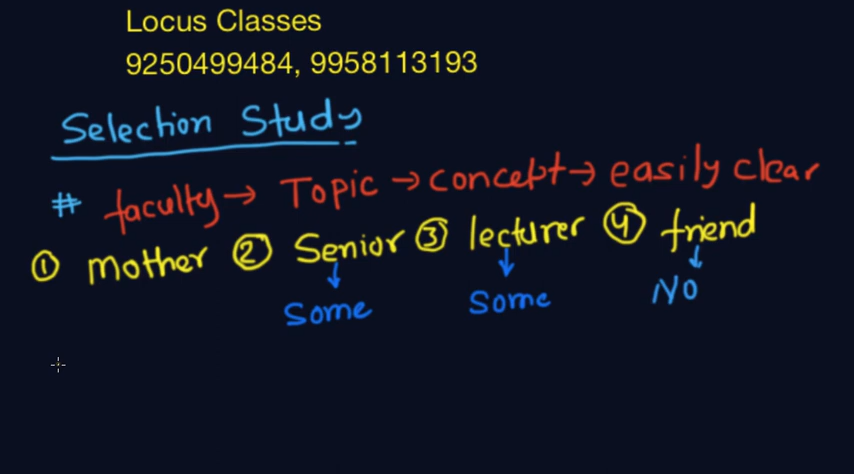 Locus Classes
9250499484, 9958113193
Selection Study
# faculty → Topic → concept → easily clear
① mother ② Senior ③ lecturer ④ friend
↓ ↓ ↓
Some Some NO